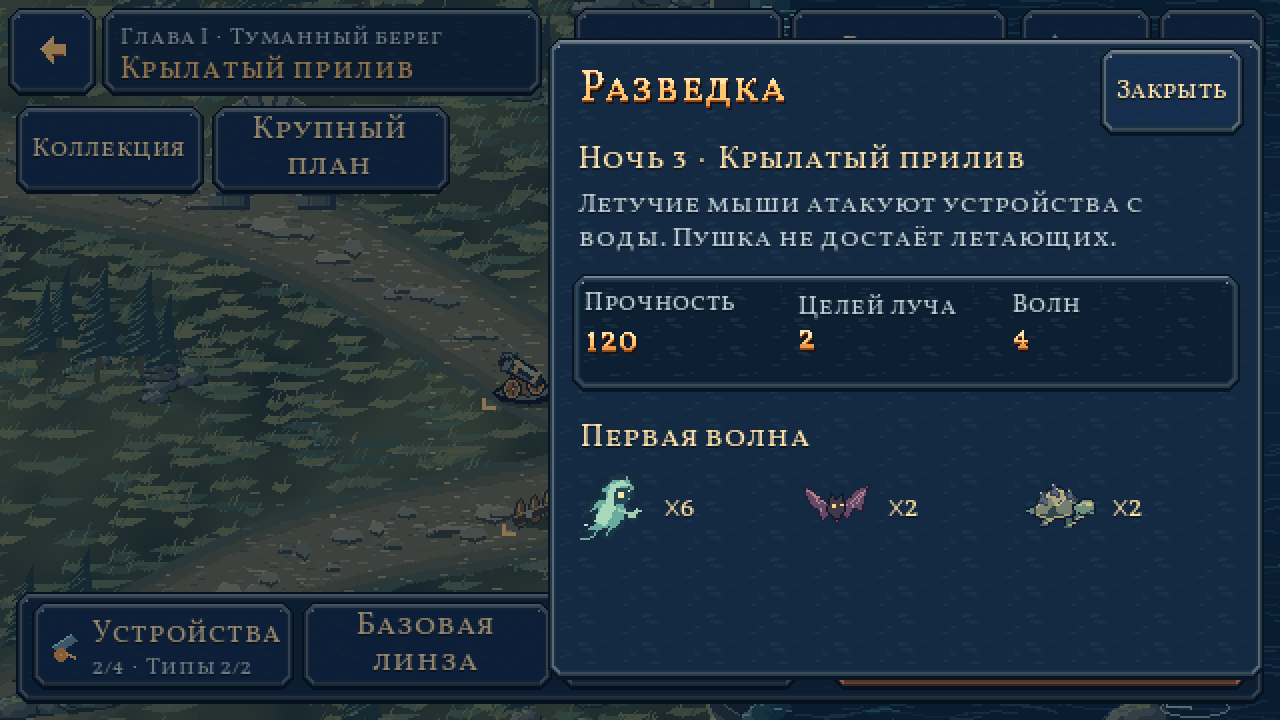 Глава I · Туманный берег
Крылатый прилив
Коллекция
Крупный
план
Разведка
Закрыть
Ночь 3 · Крылатый прилив
Летучие мыши атакуют устройства с
воды. Пушка не достаёт летающих.
Прочность
Целей луча
Волн
120
2
4
Первая волна
x6
x2
x2
Устройства
2/4 · Типы 2/2
Базовая
линза